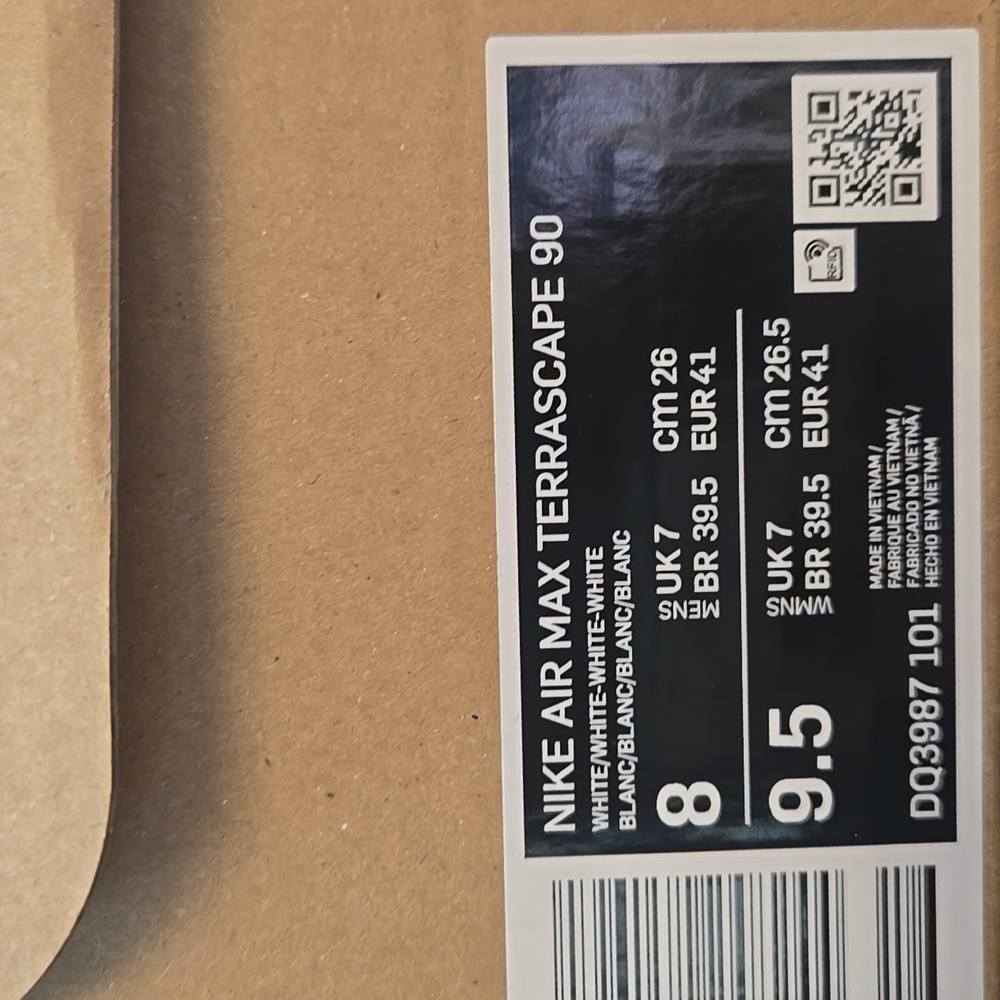 NIKE AIR MAX TERRASCAPE 90
WHITE/WHITE-WHITE-WHITE
BLANC/BLANC/BLANC/BLANC
8 MENS UK 7 cm 26
BR 39.5 EUR 41
9.5 WMNS UK 7 cm 26.5
BR 39.5 EUR 41
RFID
MADE IN VIETNAM /
FABRIQUE AU VIETNAM /
FABRICADO NO VIETNÃ /
HECHO EN VIETNAM
DQ3987 101